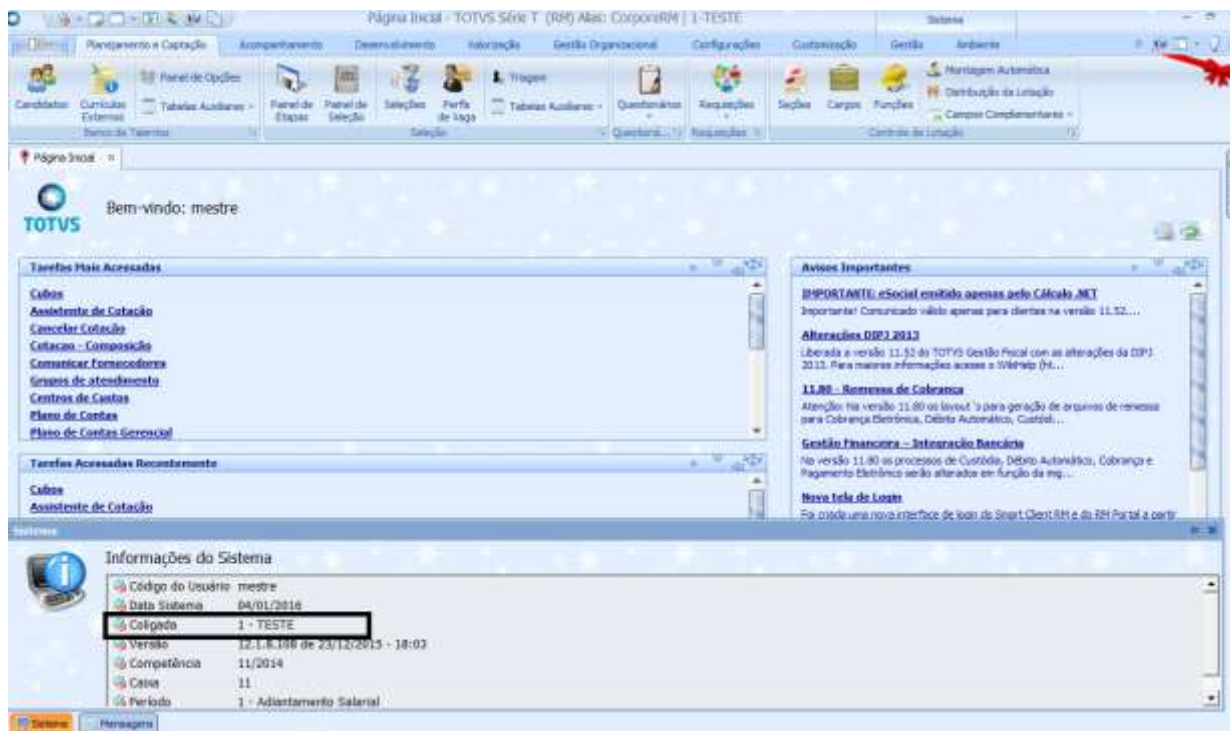 Página Inicial - TOTVS Série T (RM) Alias: CorporeRM | 1-TESTE
Sistema
Planejamento e Captação Acompanhamento Desenvolvimento Valorização Gestão Organizacional Configurações Customização Gestão Ambiente
Candidatos
Currículos Externos
Painel de Opções
Tabelas Auxiliares
Banco de Talentos
Painel de Etapas
Painel de Seleção
Seleções
Perfis de Vaga
Triagem
Tabelas Auxiliares
Seleção
Questionários
Questioná...
Requisições
Requisições
Seções
Cargos
Funções
Montagem Automática
Distribuição da Lotação
Campos Complementares
Controle de Lotação
Página Inicial
TOTVS
Bem-vindo: mestre
Tarefas Mais Acessadas
Cubos
Assistente de Cotação
Cancelar Cotação
Cotacao - Composição
Comunicar Fornecedores
Grupos de atendimento
Centros de Custos
Plano de Contas
Plano de Contas Gerencial
Tarefas Acessadas Recentemente
Cubos
Assistente de Cotação
Avisos Importantes
IMPORTANTE: eSocial emitido apenas pelo Cálculo .NET
Importante! Comunicado válido apenas para clientes na versão 11.52....
Alterações DIPJ 2013
Liberada a versão 11.52 do TOTVS Gestão Fiscal com as alterações da DIPJ
2013. Para maiores informações acesse o WikiHelp (ht...
11.80 - Remessa de Cobrança
Atenção: Na versão 11.80 os layout 's para geração de arquivos de remessa
para Cobrança Eletrônica, Débito Automático, Custódi...
Gestão Financeira – Integração Bancária
No versão 11.80 os processos de Custódia, Débito Automático, Cobrança e
Pagamento Eletrônico serão alterados em função da mig...
Nova tela de Login
Foi criada uma nova interface de login do Smart Client RM e do RM Portal a partir
Sistema
Informações do Sistema
Código do Usuário mestre
Data Sistema 04/01/2016
Coligada 1 - TESTE
Versão 12.1.8.108 de 23/12/2015 - 18:03
Competência 11/2014
Caixa 11
Período 1 - Adiantamento Salarial
Sistema Mensagens